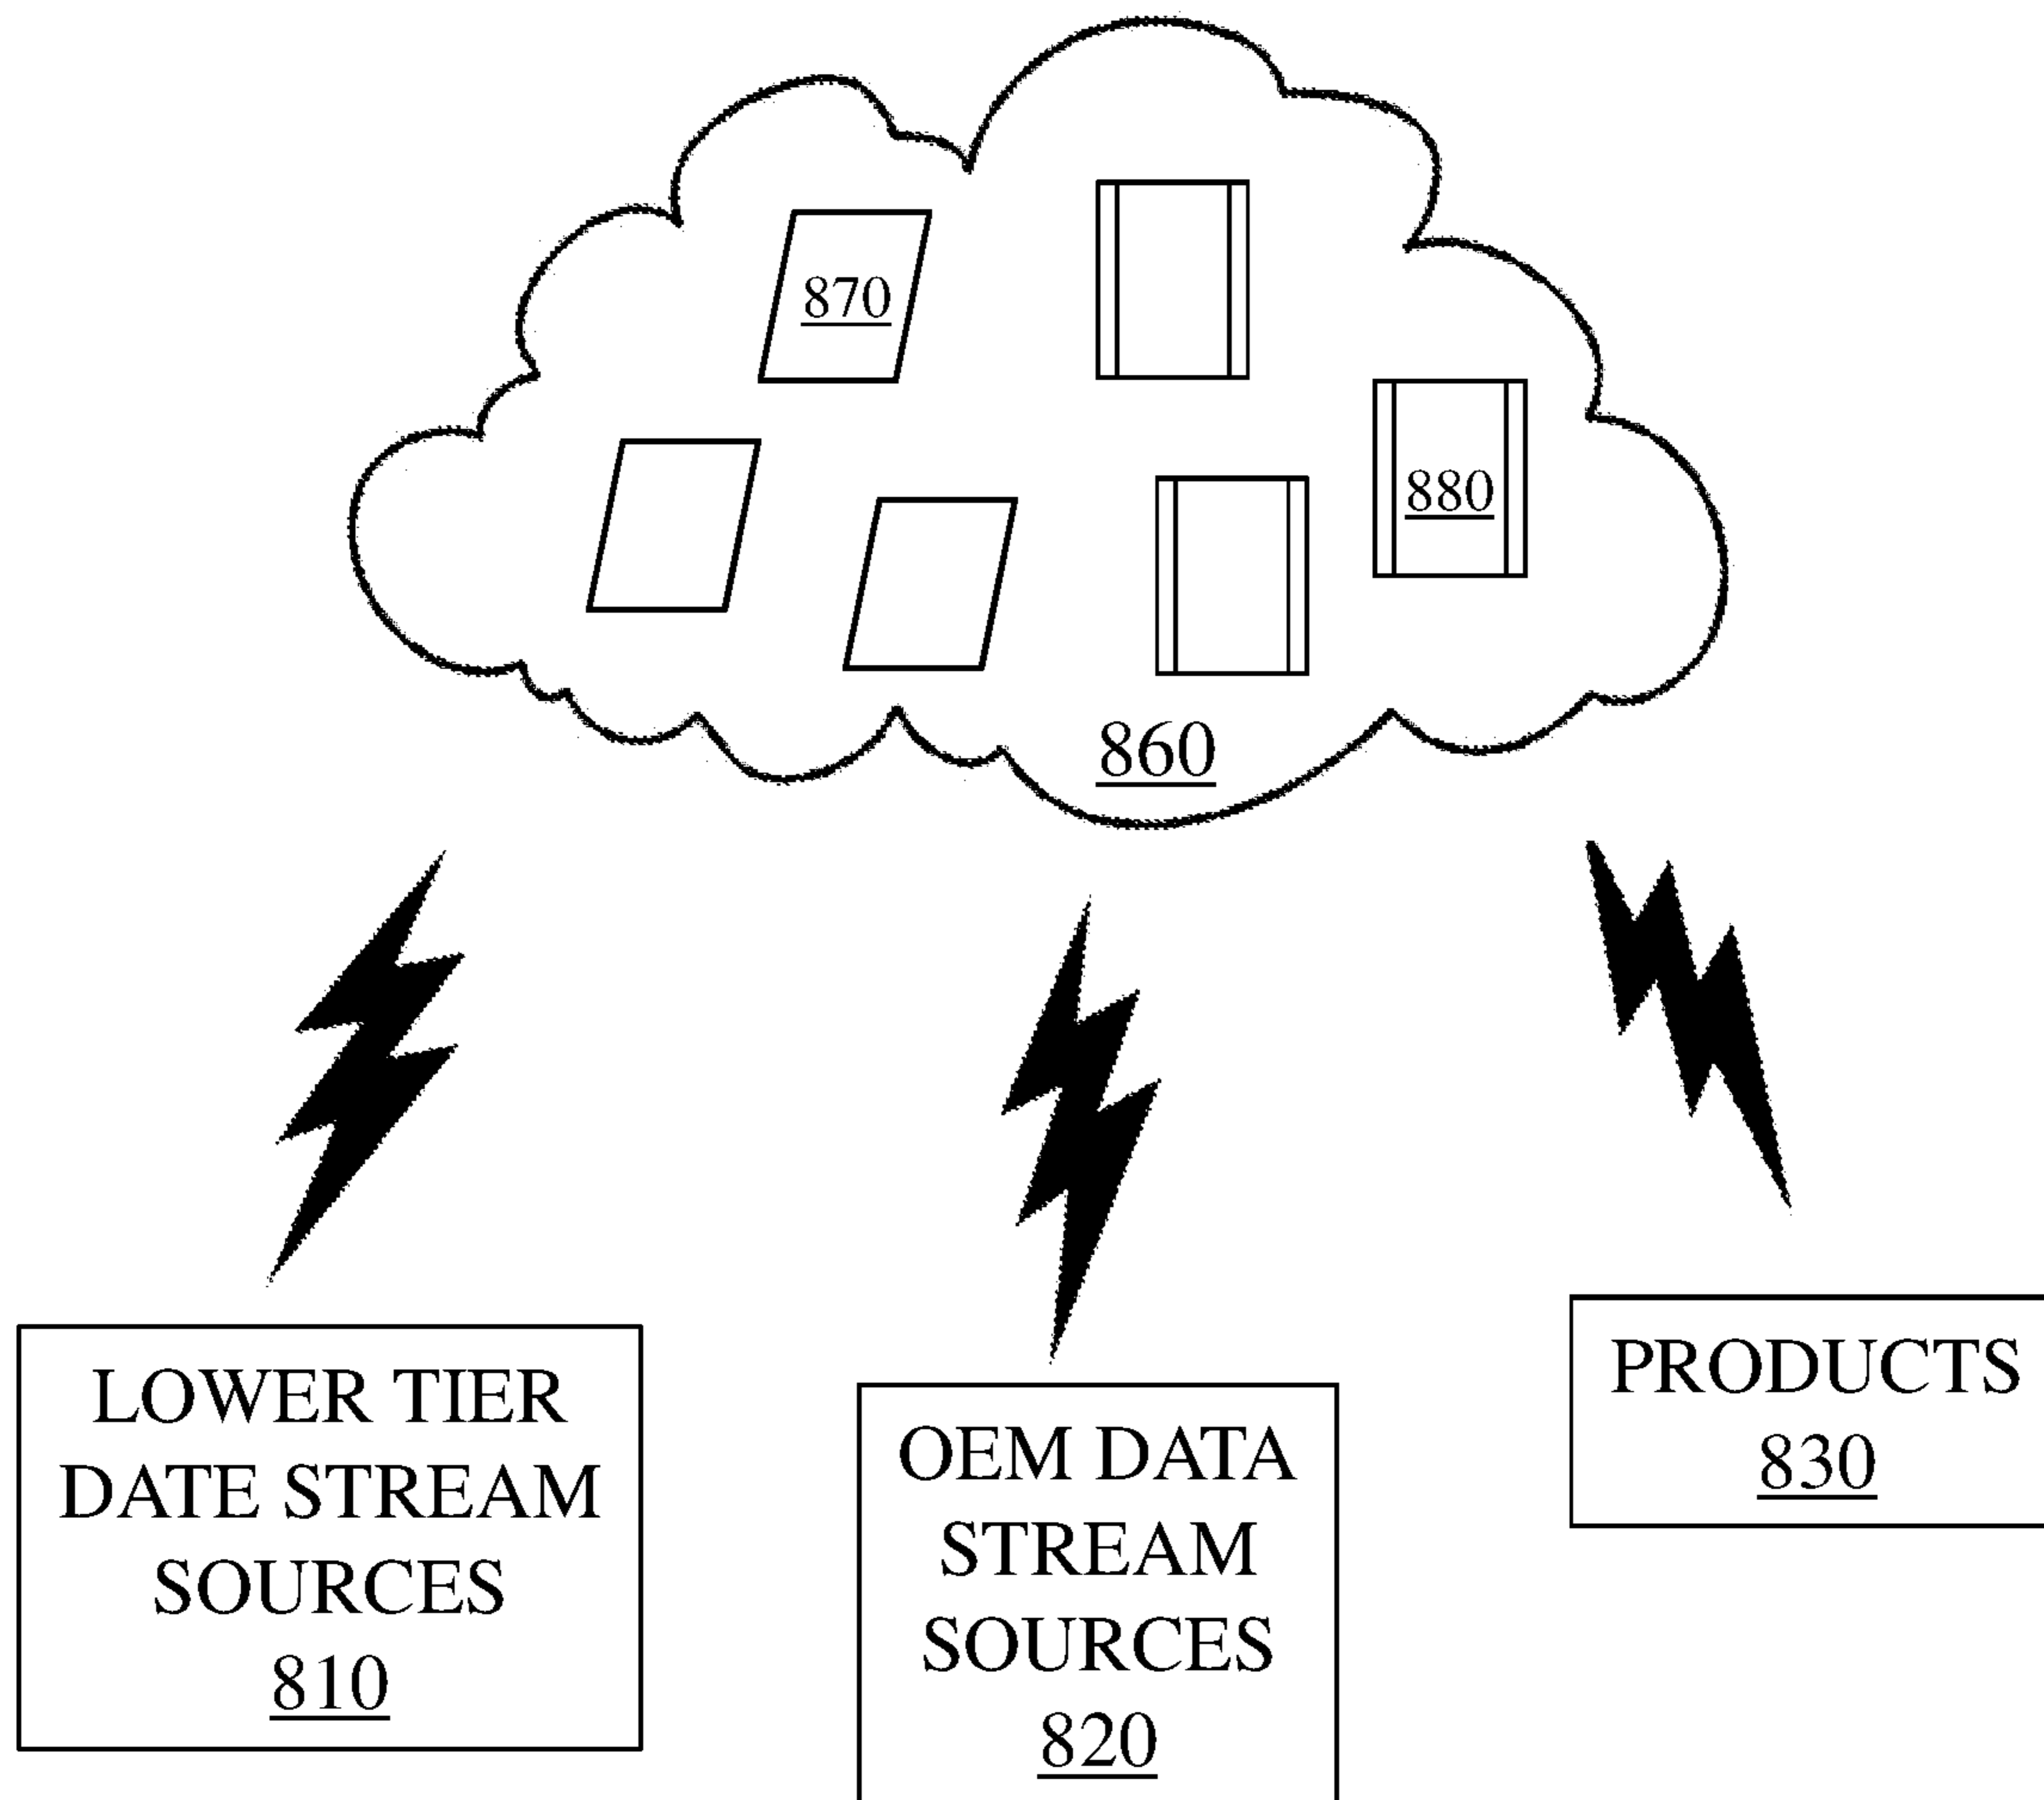 870
880
860
LOWER TIER
DATE STREAM
SOURCES
810
OEM DATA
STREAM
SOURCES
820
PRODUCTS
830